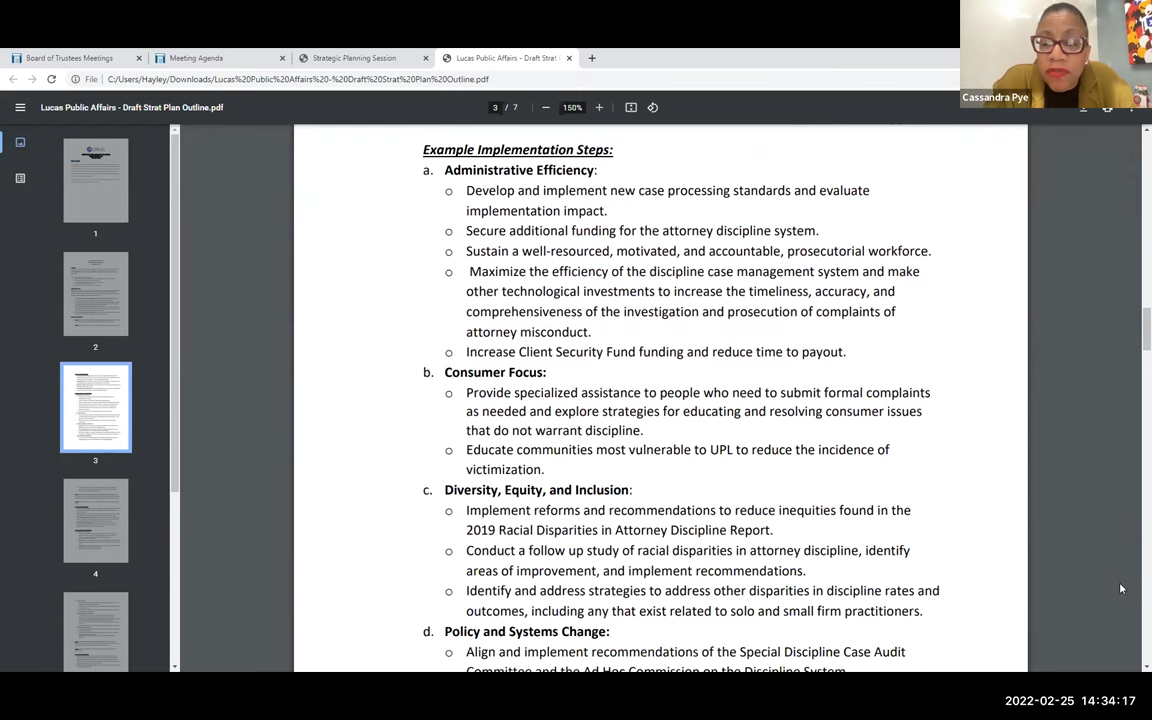 Cassandra Pye
Board of Trustees Meetings
Meeting Agenda
Strategic Planning Session
Lucas Public Affairs - Draft Strat
File
C:/Users/Hayley/Downloads/Lucas%20Public%20Affairs%20-%20Draft%20Strat%20Plan%20Outline.pdf
Lucas Public Affairs - Draft Strat Plan Outline.pdf
3 / 7
150%
Example Implementation Steps:
a. Administrative Efficiency:
o Develop and implement new case processing standards and evaluate
implementation impact.
o Secure additional funding for the attorney discipline system.
o Sustain a well-resourced, motivated, and accountable, prosecutorial workforce.
o Maximize the efficiency of the discipline case management system and make
other technological investments to increase the timeliness, accuracy, and
comprehensiveness of the investigation and prosecution of complaints of
attorney misconduct.
o Increase Client Security Fund funding and reduce time to payout.
b. Consumer Focus:
o Provide specialized assistance to people who need to submit formal complaints
as needed and explore strategies for educating and resolving consumer issues
that do not warrant discipline.
o Educate communities most vulnerable to UPL to reduce the incidence of
victimization.
c. Diversity, Equity, and Inclusion:
o Implement reforms and recommendations to reduce inequities found in the
2019 Racial Disparities in Attorney Discipline Report.
o Conduct a follow up study of racial disparities in attorney discipline, identify
areas of improvement, and implement recommendations.
o Identify and address strategies to address other disparities in discipline rates and
outcomes, including any that exist related to solo and small firm practitioners.
d. Policy and Systems Change:
o Align and implement recommendations of the Special Discipline Case Audit
Committee and the Ad Hoc Commission on the Discipline System.
1
2
3
4
2022-02-25 14:34:17